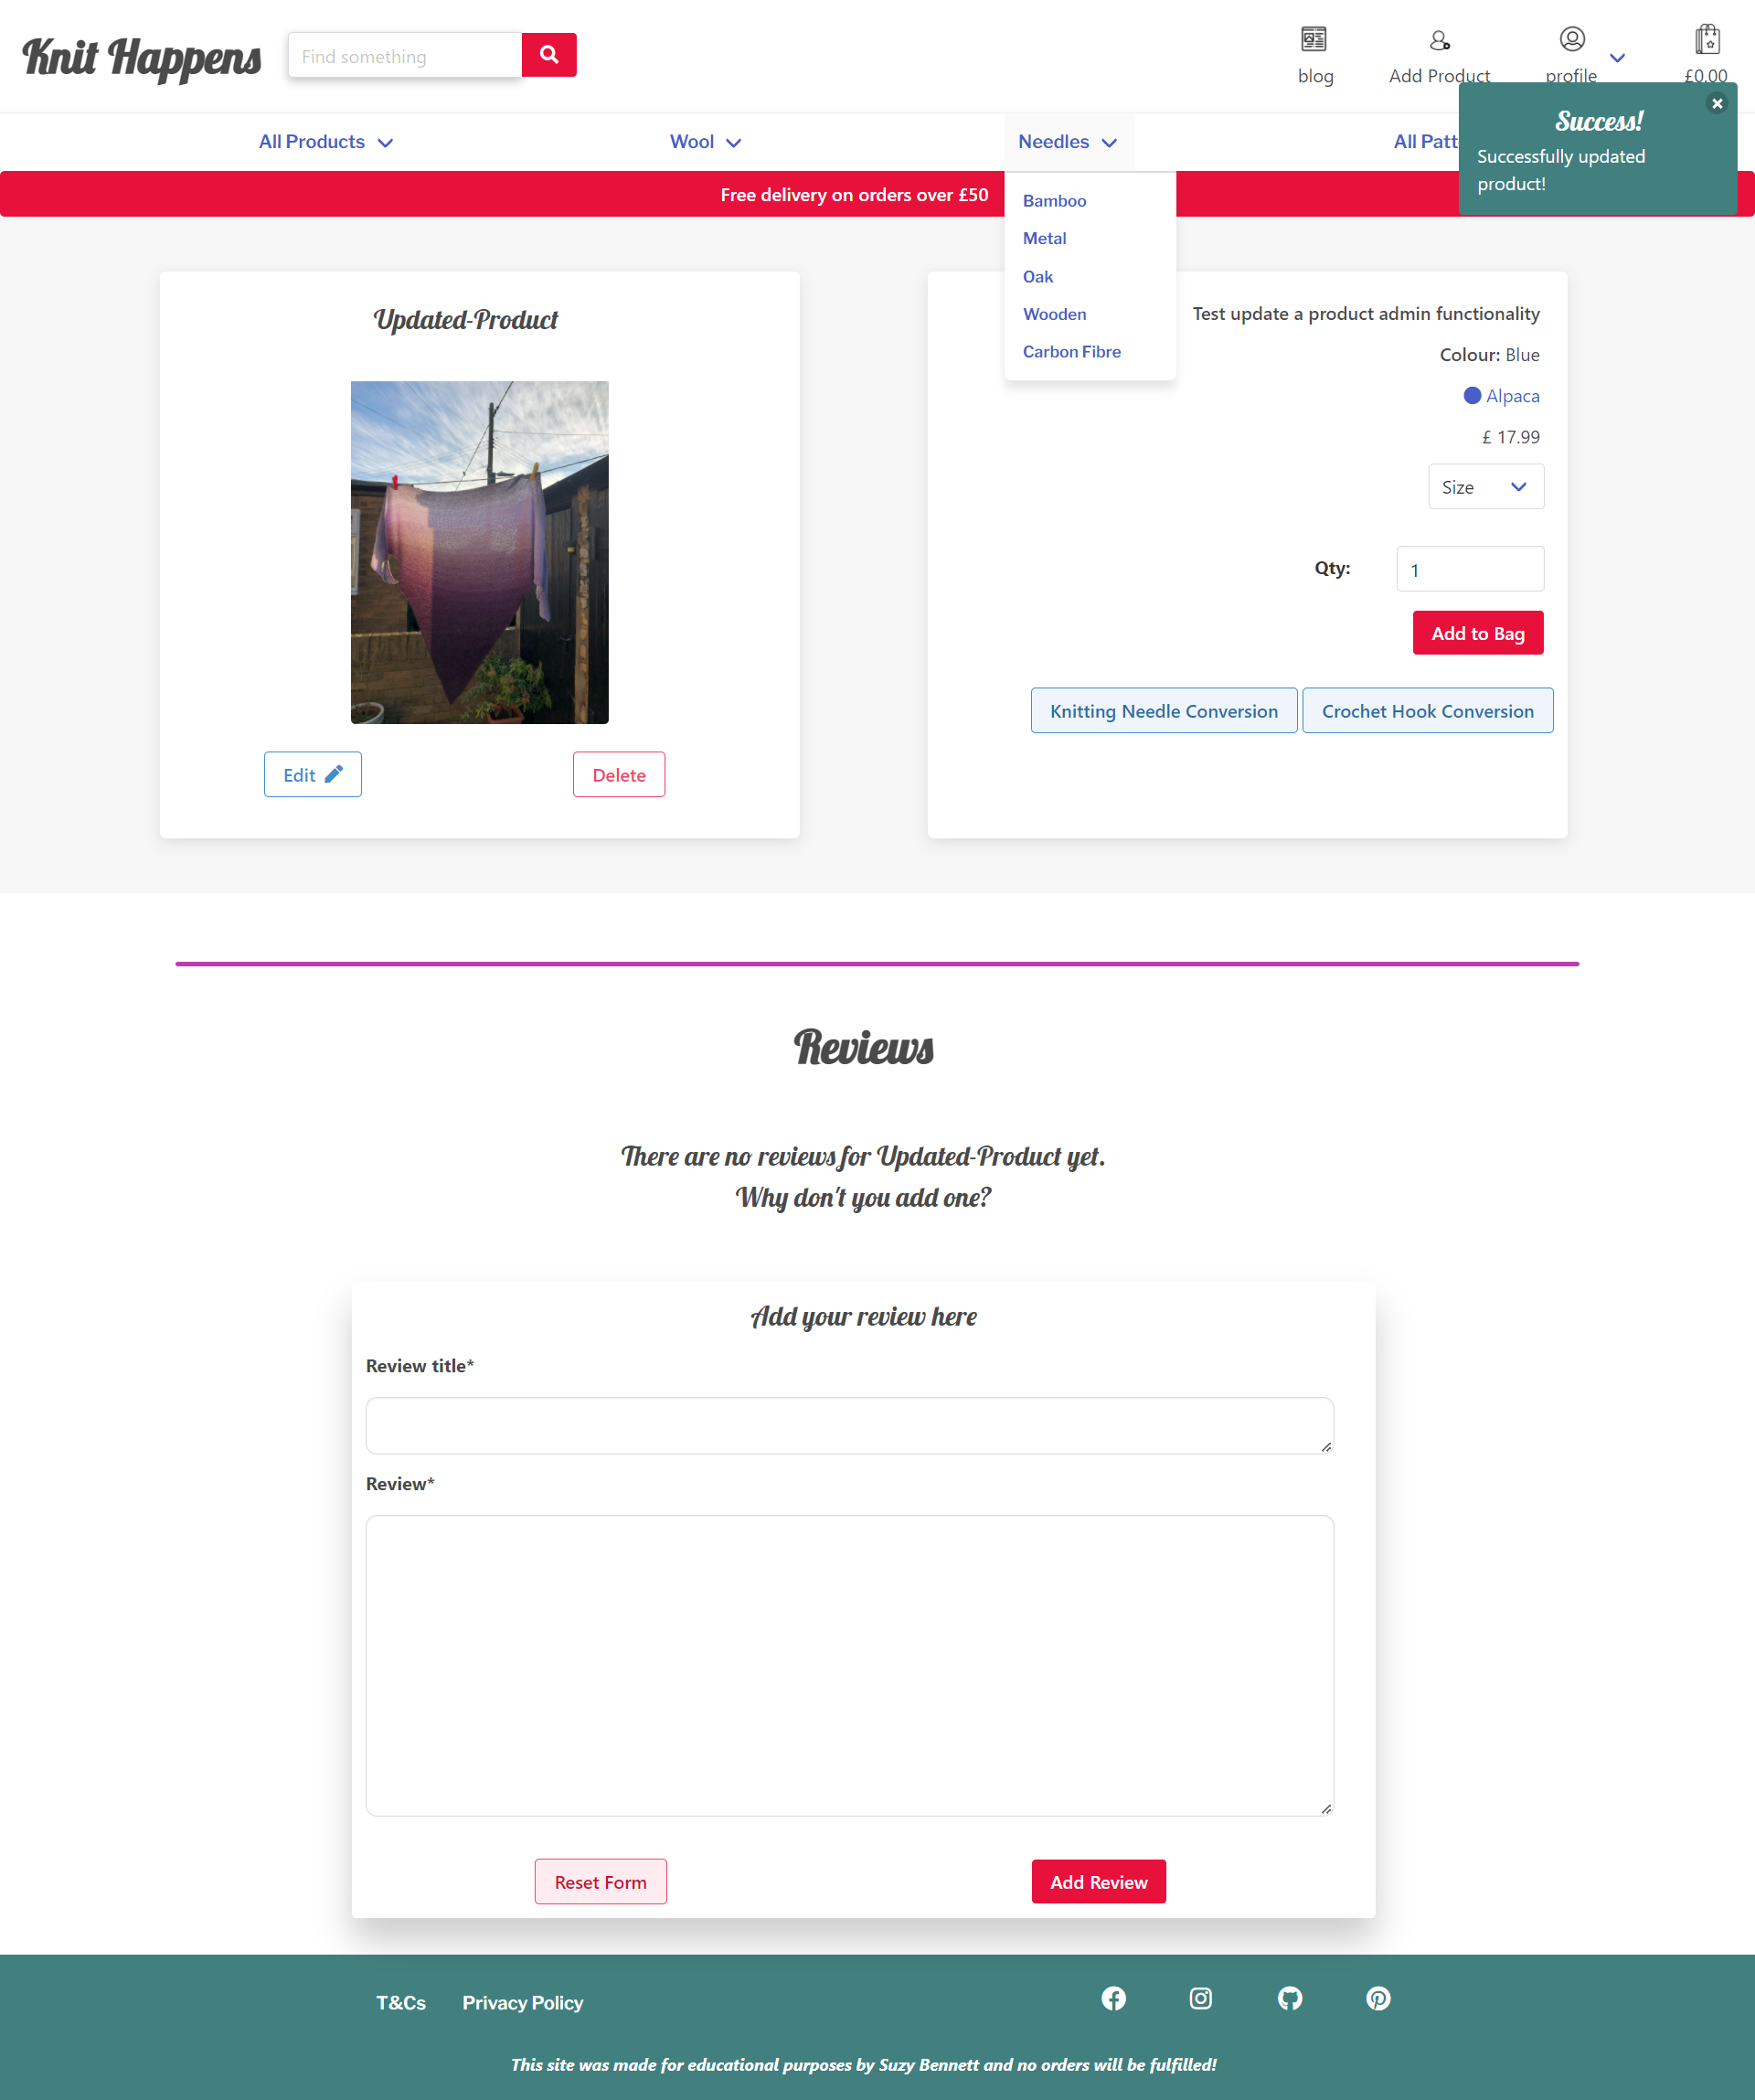 Knit Happens
Find something
blog
Add Product
profile
£0.00
Success!
Successfully updated
product!
All Products
Wool
Needles
All Patt
Free delivery on orders over £50
Bamboo
Metal
Oak
Wooden
Carbon Fibre
Updated-Product
Edit
Delete
Test update a product admin functionality
Colour: Blue
Alpaca
£ 17.99
Size
Qty:
1
Add to Bag
Knitting Needle Conversion
Crochet Hook Conversion
Reviews
There are no reviews for Updated-Product yet.
Why don't you add one?
Add your review here
Review title*
Review*
Reset Form
Add Review
T&Cs
Privacy Policy
This site was made for educational purposes by Suzy Bennett and no orders will be fulfilled!